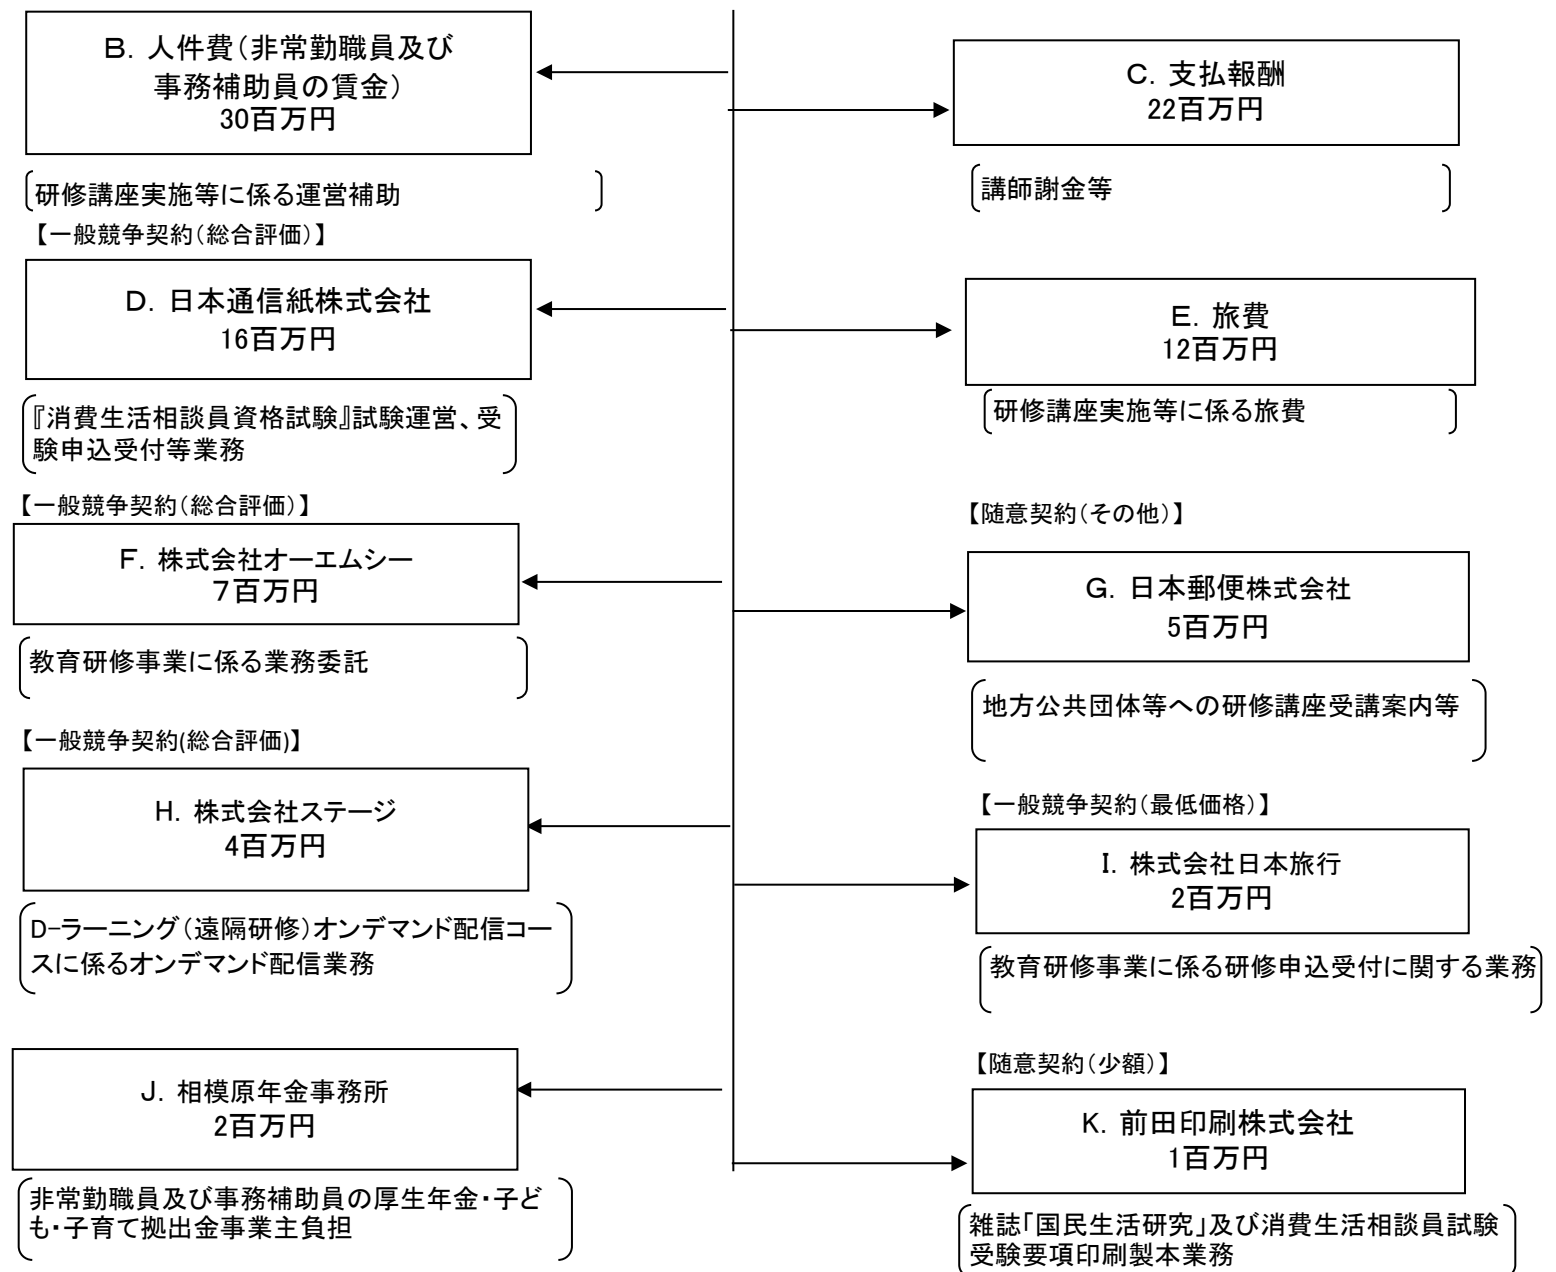 B．人件費（非常勤職員及び
事務補助員の賃金）
30百万円
研修講座実施等に係る運営補助
C．支払報酬
22百万円
講師謝金等
【一般競争契約（総合評価）】
D．日本通信紙株式会社
16百万円
『消費生活相談員資格試験』試験運営、受
験申込受付等業務
E．旅費
12百万円
研修講座実施等に係る旅費
【一般競争契約（総合評価）】
F．株式会社オーエムシー
７百万円
教育研修事業に係る業務委託
【随意契約（その他）】
G．日本郵便株式会社
5百万円
地方公共団体等への研修講座受講案内等
【一般競争契約(総合評価)】
H．株式会社ステージ
4百万円
D-ラーニング（遠隔研修）オンデマンド配信コー
スに係るオンデマンド配信業務
【一般競争契約（最低価格）】
I．株式会社日本旅行
2百万円
教育研修事業に係る研修申込受付に関する業務
J．相模原年金事務所
2百万円
非常勤職員及び事務補助員の厚生年金・子ど
も・子育て拠出金事業主負担
【随意契約（少額）】
K．前田印刷株式会社
1百万円
雑誌「国民生活研究」及び消費生活相談員試験
受験要項印刷製本業務